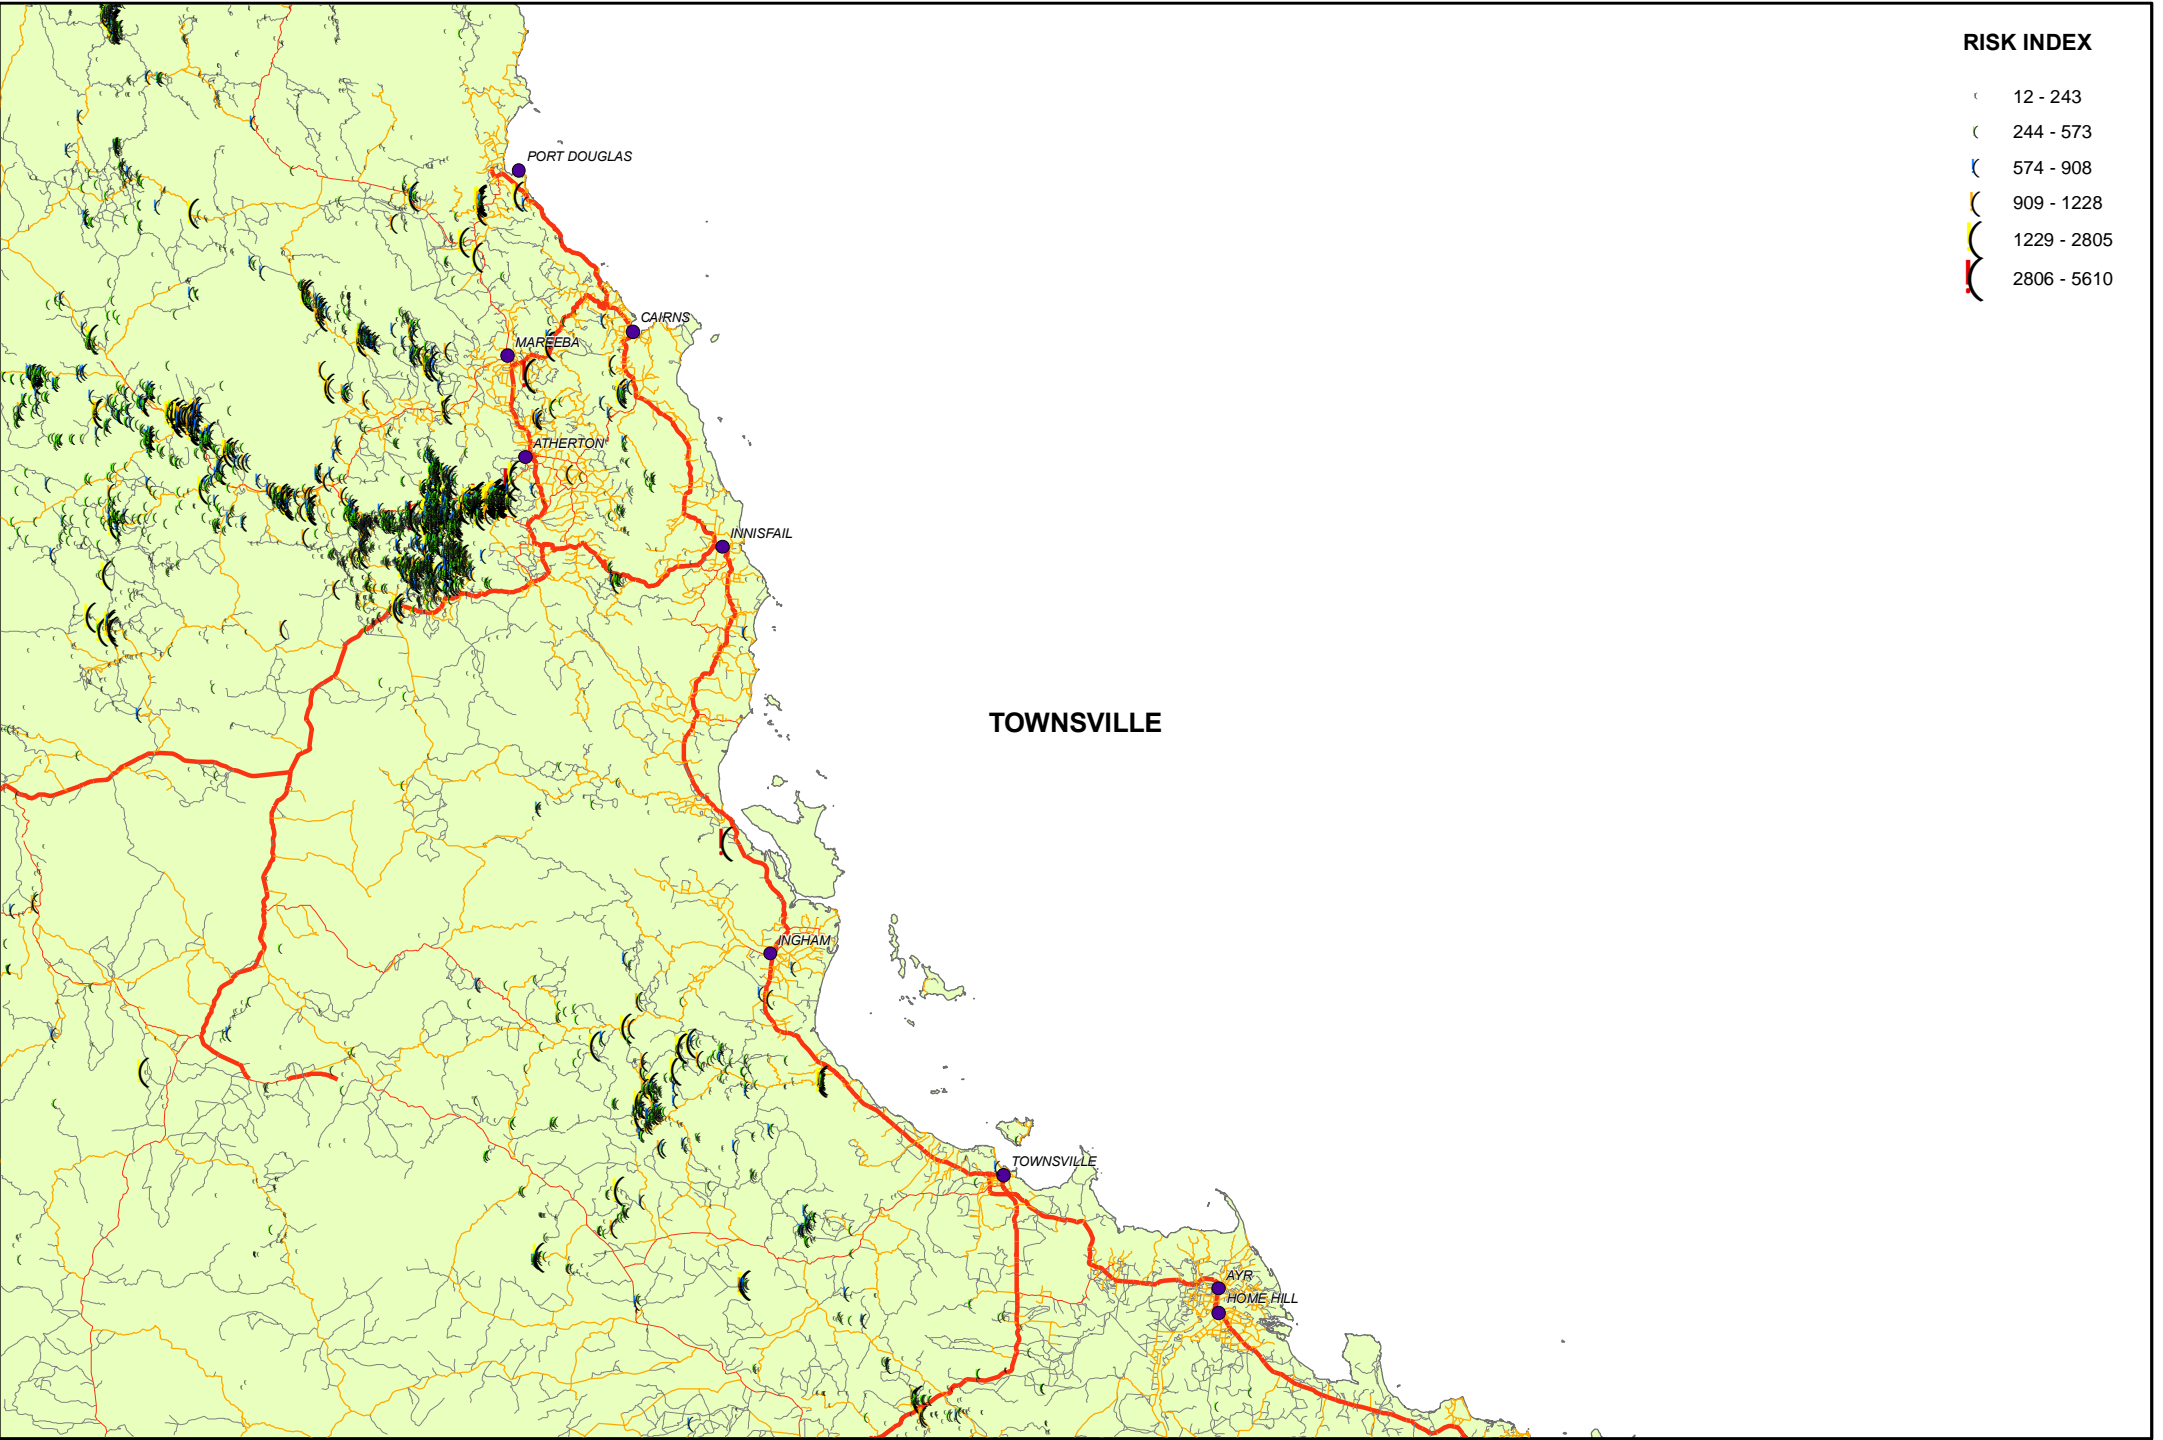 RISK INDEX
12 - 243
244 - 573
574 - 908
909 - 1228
1229 - 2805
2806 - 5610
PORT DOUGLAS
CAIRNS
MAREEBA
ATHERTON
INNISFAIL
TOWNSVILLE
INGHAM
TOWNSVILLE
AYR
HOME HILL